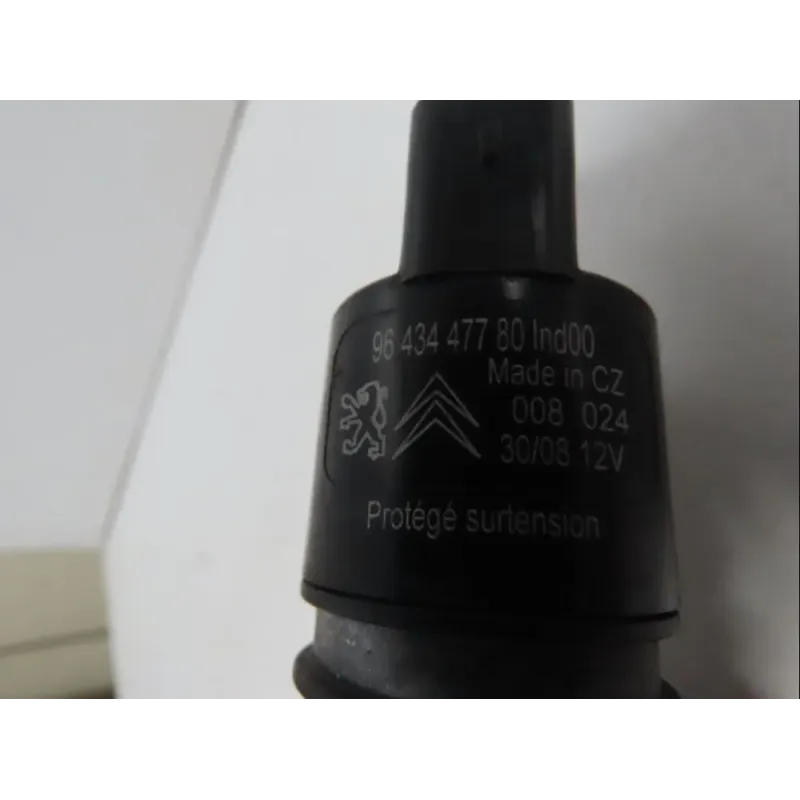 96 434 477 80 Ind00
Made in CZ
008 024
30/08 12V
Protégé surtension